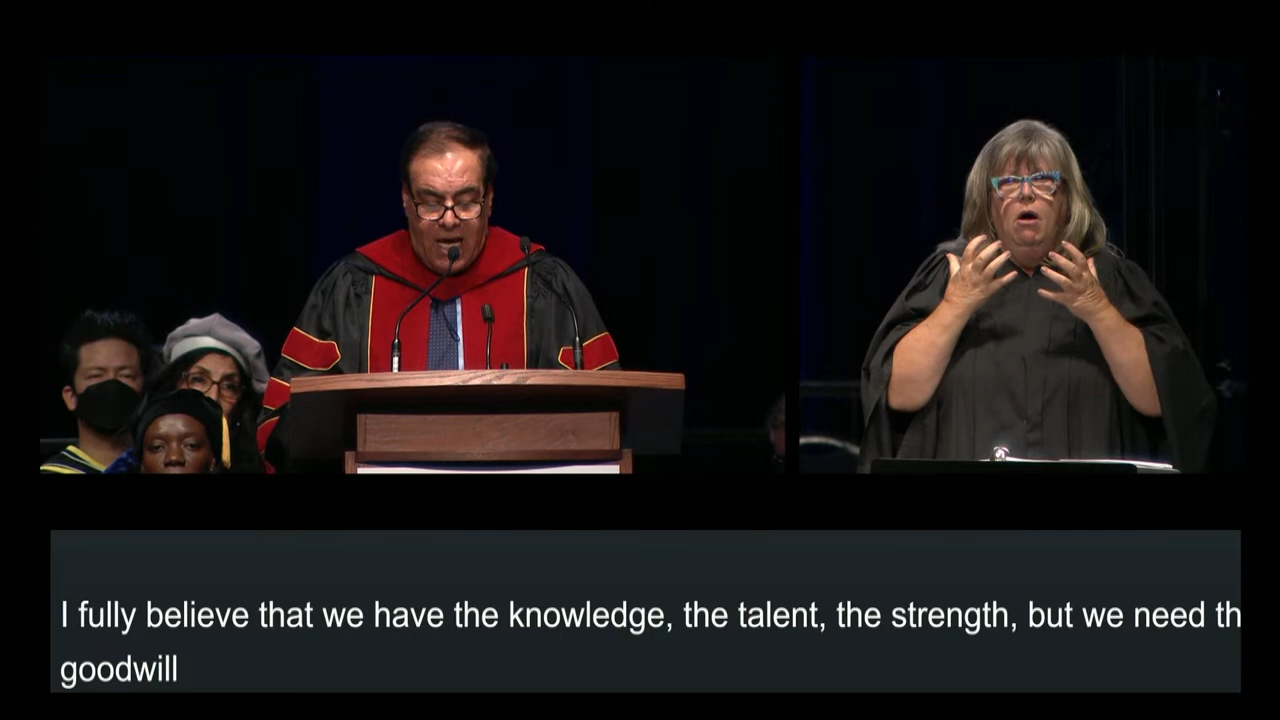 I fully believe that we have the knowledge, the talent, the strength, but we need th
goodwill